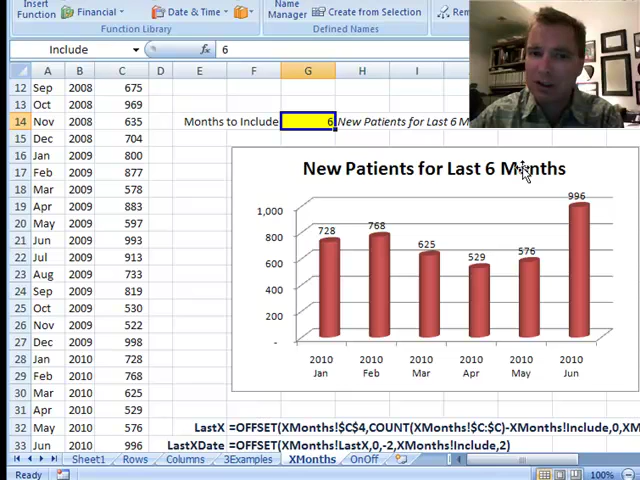 Insert Function Financial Date & Time Name Manager Create from Selection Rem
Function Library Defined Names
Include fx 6
A B C D E F G H I
12 Sep 2008 675
13 Oct 2008 969
14 Nov 2008 635 Months to Include 6 New Patients for Last 6 M
15 Dec 2008 704
16 Jan 2009 800
17 Feb 2009 877
18 Mar 2009 578
19 Apr 2009 883
20 May 2009 597
21 Jun 2009 993
22 Jul 2009 913
23 Aug 2009 733
24 Sep 2009 819
25 Oct 2009 530
26 Nov 2009 522
27 Dec 2009 998
28 Jan 2010 728
29 Feb 2010 768
30 Mar 2010 625
31 Apr 2010 529
32 May 2010 576
33 Jun 2010 996
New Patients for Last 6 Months
1,000
800
600
400
200
-
728 768 625 529 576 996
2010 2010 2010 2010 2010 2010
Jan Feb Mar Apr May Jun
LastX =OFFSET(XMonths!$C$4,COUNT(XMonths!$C:$C)-XMonths!Include,0,XM
LastXDate =OFFSET(XMonths!LastX,0,-2,XMonths!Include,2)
Sheet1 Rows Columns 3Examples XMonths OnOff
Ready 100%